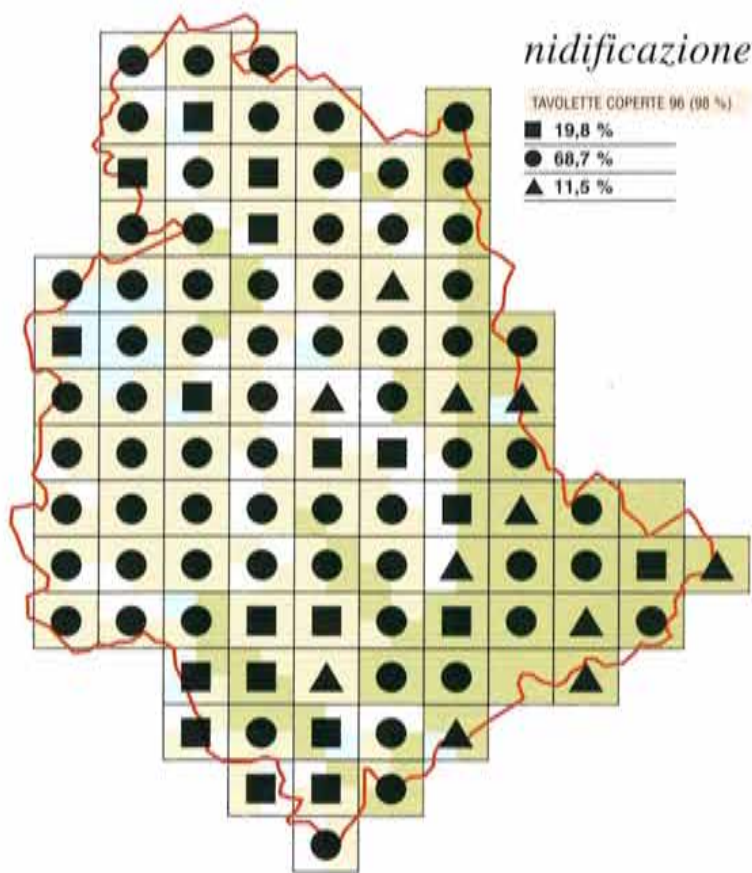 nidificazione
TAVOLETTE COPERTE 96 (98 %)
19,8 %
68,7 %
11,5 %